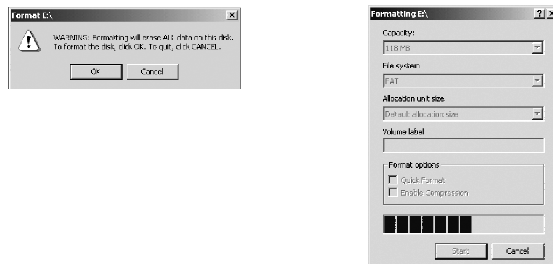 Format E:\
WARNING: Formatting will erase ALL data on this disk.
To format the disk, click OK. To quit, click CANCEL.
OK
Cancel
Formatting E:\
Capacity:
118 MB
File system
FAT
Allocation unit size
Default allocation size
Volume label
Format options
Quick Format
Enable Compression
Start
Cancel